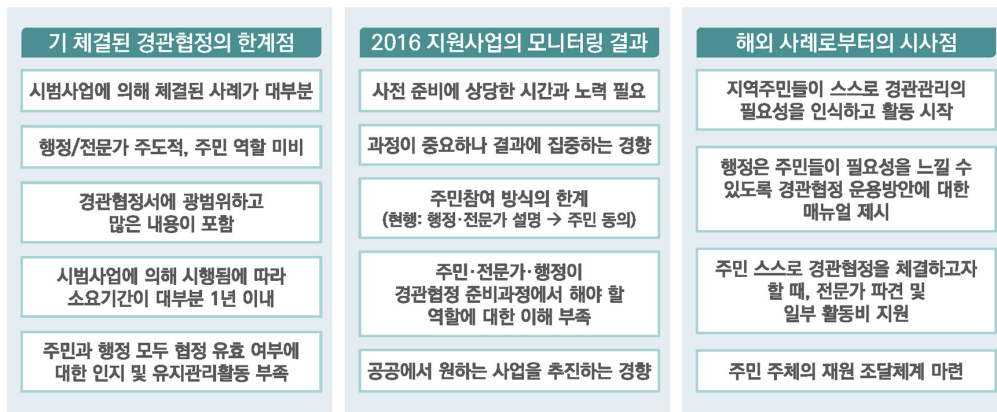 기 체결된 경관협정의 한계점
시범사업에 의해 체결된 사례가 대부분
행정/전문가 주도적, 주민 역할 미비
경관협정서에 광범위하고
많은 내용이 포함
시범사업에 의해 시행됨에 따라
소요기간이 대부분 1년 이내
주민과 행정 모두 협정 유효 여부에
대한 인지 및 유지관리활동 부족
2016 지원사업의 모니터링 결과
사전 준비에 상당한 시간과 노력 필요
과정이 중요하나 결과에 집중하는 경향
주민참여 방식의 한계
(현행: 행정·전문가 설명 → 주민 동의)
주민·전문가·행정이
경관협정 준비과정에서 해야 할
역할에 대한 이해 부족
공공에서 원하는 사업을 추진하는 경향
해외 사례로부터의 시사점
지역주민들이 스스로 경관관리의
필요성을 인식하고 활동 시작
행정은 주민들이 필요성을 느낄 수
있도록 경관협정 운용방안에 대한
매뉴얼 제시
주민 스스로 경관협정을 체결하고자
할 때, 전문가 파견 및
일부 활동비 지원
주민 주체의 재원 조달체계 마련